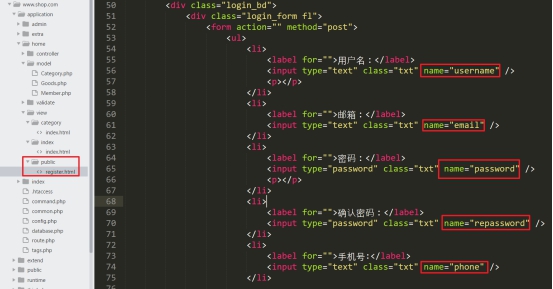 www.shop.com
application
admin
extra
home
controller
model
Category.php
Goods.php
Member.php
validate
view
category
index.html
index
index.html
public
register.html
index
.htaccess
command.php
common.php
config.php
database.php
route.php
tags.php
extend
public
runtime
50 <div class="login_bd">
51 <div class="login_form fl">
52 <form action="" method="post">
53 <ul>
54 <li>
55 <label for="">用户名：</label>
56 <input type="text" class="txt" name="username" />
57 <p></p>
58 </li>
59 <li>
60 <label for="">邮箱：</label>
61 <input type="text" class="txt" name="email" />
62 </li>
63 <li>
64 <label for="">密码：</label>
65 <input type="password" class="txt" name="password" />
66 <p></p>
67 </li>
68 <li>
69 <label for="">确认密码：</label>
70 <input type="password" class="txt" name="repassword" />
71 </li>
72 <li>
73 <label for="">手机号:</label>
74 <input type="text" class="txt" name="phone" />
75 </li>